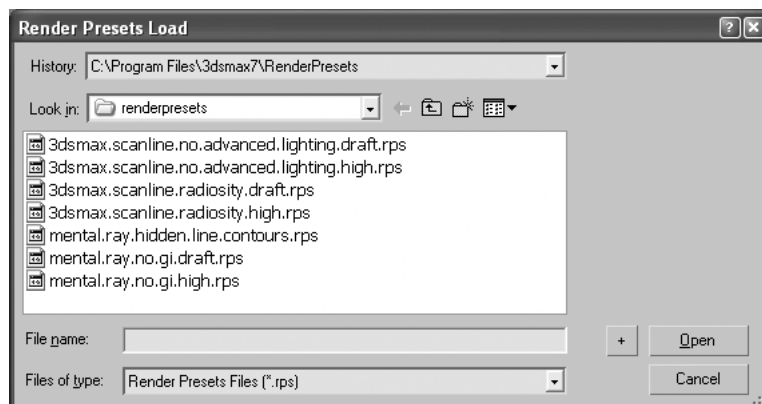 Render Presets Load
History: C:\Program Files\3dsmax7\RenderPresets
Look in: renderpresets
3dsmax.scanline.no.advanced.lighting.draft.rps
3dsmax.scanline.no.advanced.lighting.high.rps
3dsmax.scanline.radiosity.draft.rps
3dsmax.scanline.radiosity.high.rps
mental.ray.hidden.line.contours.rps
mental.ray.no.gi.draft.rps
mental.ray.no.gi.high.rps
File name: + Open
Files of type: Render Presets Files (*.rps) Cancel